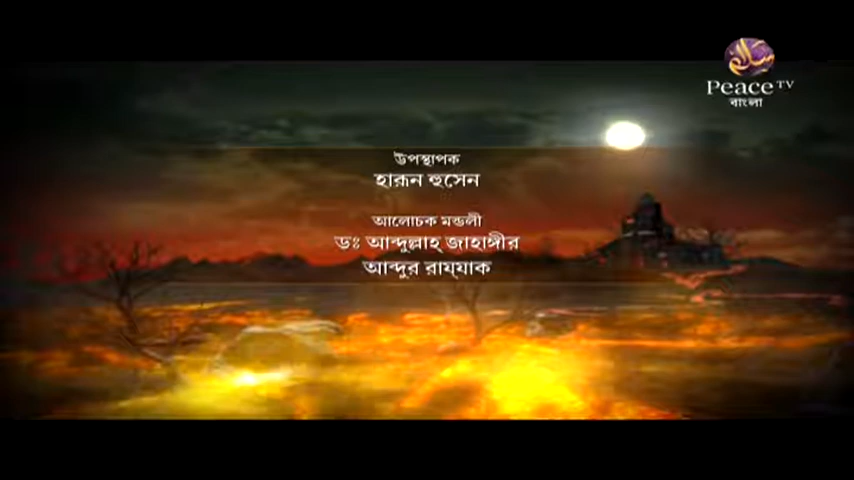 Peace TV
বাংলা
উপস্থাপক
হারূন হুসেন
আলোচক মন্ডলী
ডঃ আব্দুল্লাহ্ জাহাঙ্গীর
আব্দুর রায্যাক